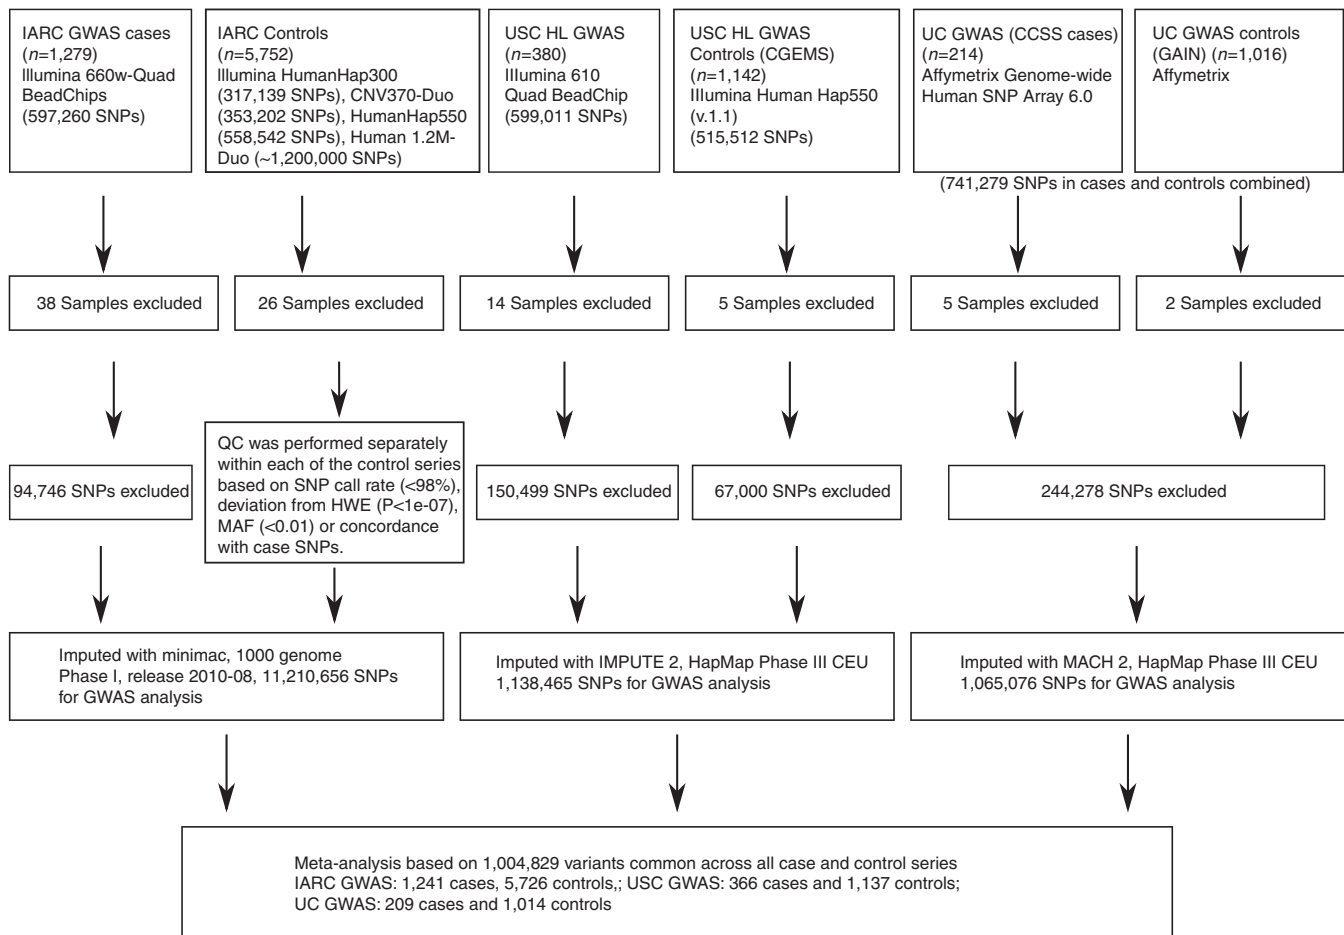 IARC GWAS cases
(n=1,279)
Illumina 660w-Quad
BeadChips
(597,260 SNPs)
IARC Controls
(n=5,752)
Illumina HumanHap300
(317,139 SNPs), CNV370-Duo
(353,202 SNPs), HumanHap550
(558,542 SNPs), Human 1.2M-
Duo (~1,200,000 SNPs)
USC HL GWAS
(n=380)
Illumina 610
Quad BeadChip
(599,011 SNPs)
USC HL GWAS
Controls (CGEMS)
(n=1,142)
Illumina Human Hap550
(v.1.1)
(515,512 SNPs)
UC GWAS (CCSS cases)
(n=214)
Affymetrix Genome-wide
Human SNP Array 6.0
UC GWAS controls
(GAIN) (n=1,016)
Affymetrix
(741,279 SNPs in cases and controls combined)
38 Samples excluded
26 Samples excluded
14 Samples excluded
5 Samples excluded
5 Samples excluded
2 Samples excluded
94,746 SNPs excluded
QC was performed separately
within each of the control series
based on SNP call rate (<98%),
deviation from HWE (P<1e-07),
MAF (<0.01) or concordance
with case SNPs.
150,499 SNPs excluded
67,000 SNPs excluded
244,278 SNPs excluded
Imputed with minimac, 1000 genome
Phase I, release 2010-08, 11,210,656 SNPs
for GWAS analysis
Imputed with IMPUTE 2, HapMap Phase III CEU
1,138,465 SNPs for GWAS analysis
Imputed with MACH 2, HapMap Phase III CEU
1,065,076 SNPs for GWAS analysis
Meta-analysis based on 1,004,829 variants common across all case and control series
IARC GWAS: 1,241 cases, 5,726 controls,; USC GWAS: 366 cases and 1,137 controls;
UC GWAS: 209 cases and 1,014 controls